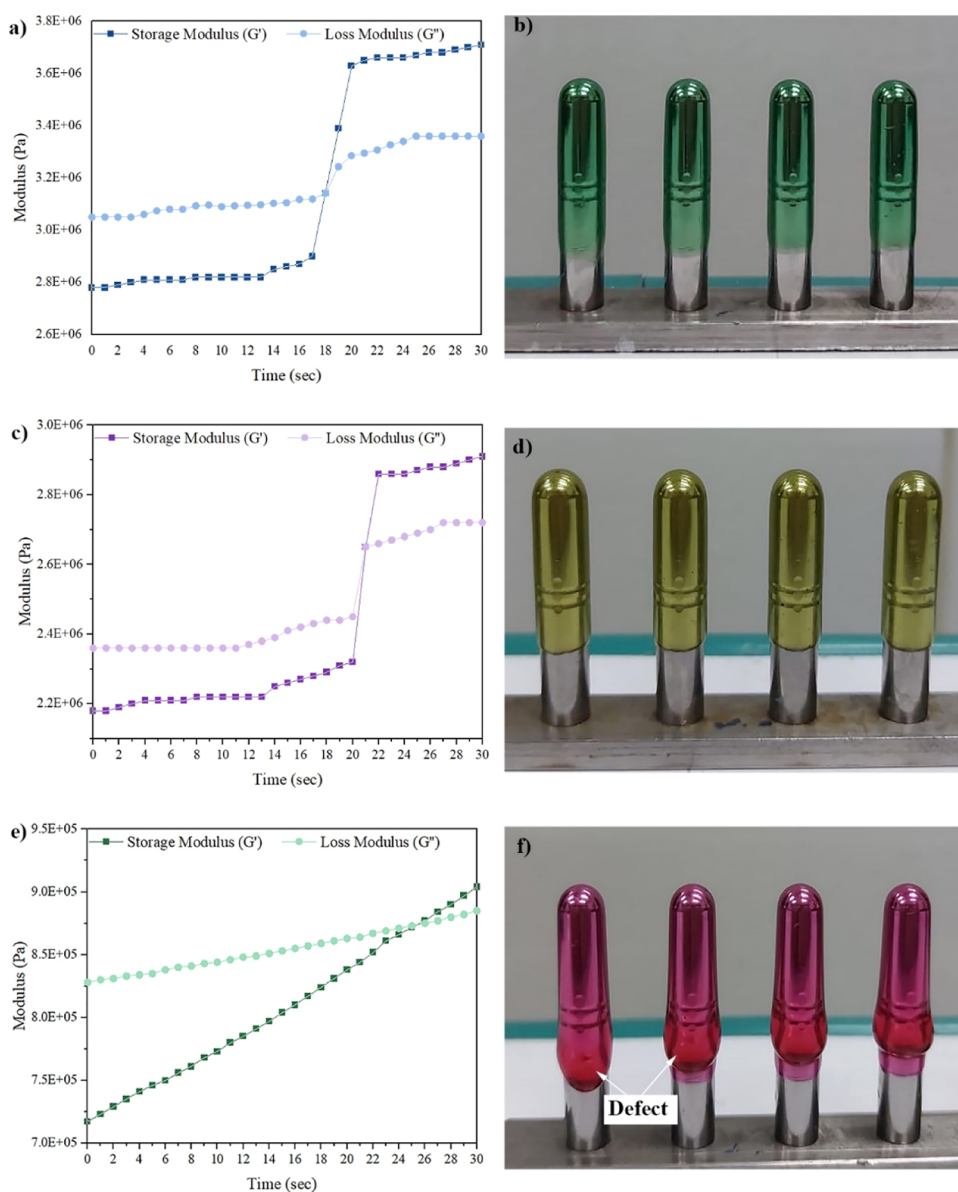 a)
Storage Modulus (G') Loss Modulus (G")
3.8E+06
3.6E+06
3.4E+06
3.2E+06
3.0E+06
2.8E+06
2.6E+06
Modulus (Pa)
0 2 4 6 8 10 12 14 16 18 20 22 24 26 28 30
Time (sec)
b)
c)
Storage Modulus (G') Loss Modulus (G")
3.0E+06
2.8E+06
2.6E+06
2.4E+06
2.2E+06
Modulus (Pa)
0 2 4 6 8 10 12 14 16 18 20 22 24 26 28 30
Time (sec)
d)
e)
Storage Modulus (G') Loss Modulus (G")
9.5E+05
9.0E+05
8.5E+05
8.0E+05
7.5E+05
7.0E+05
Modulus (Pa)
0 2 4 6 8 10 12 14 16 18 20 22 24 26 28 30
Time (sec)
f)
Defect